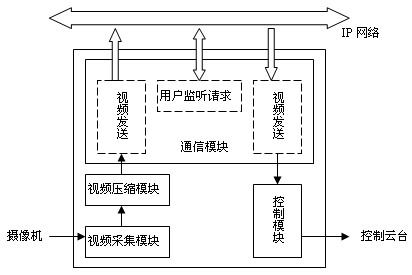 IP 网络
视频发送
用户监听请求
视频发送
通信模块
视频压缩模块
控制模块
摄像机
视频采集模块
控制云台